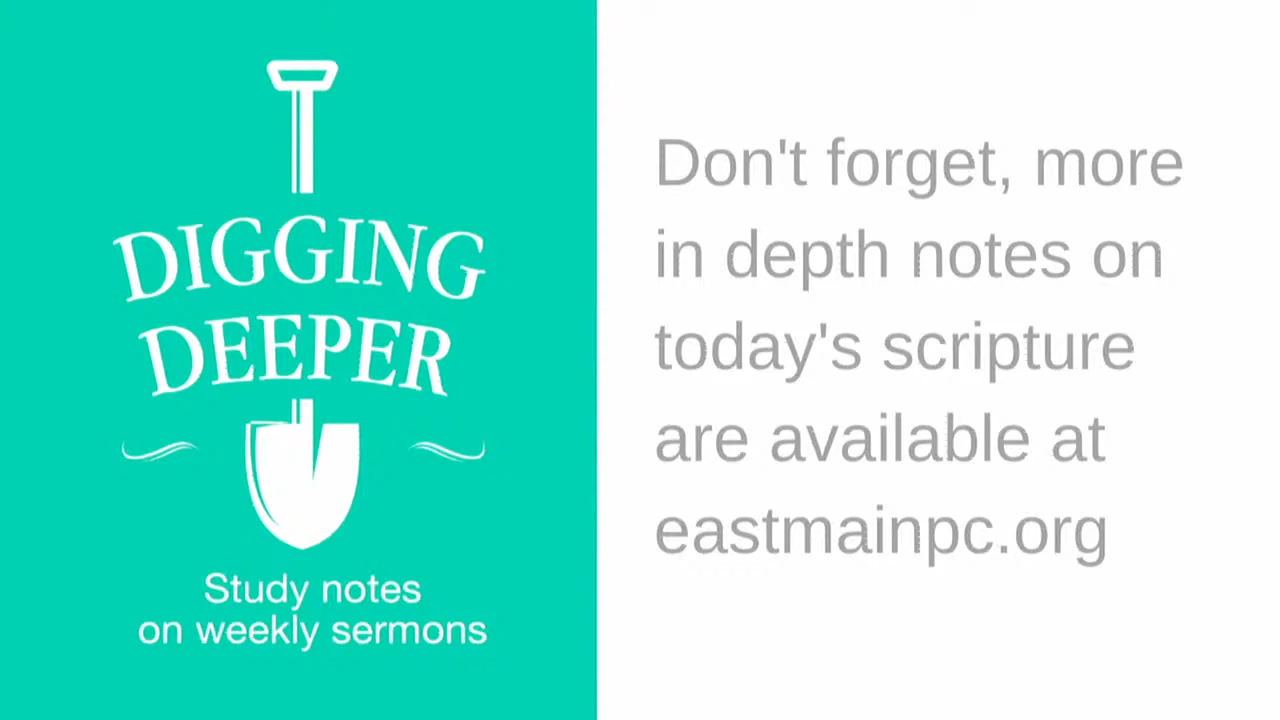 DIGGING
DEEPER
Study notes
on weekly sermons
Don't forget, more
in depth notes on
today's scripture
are available at
eastmainpc.org